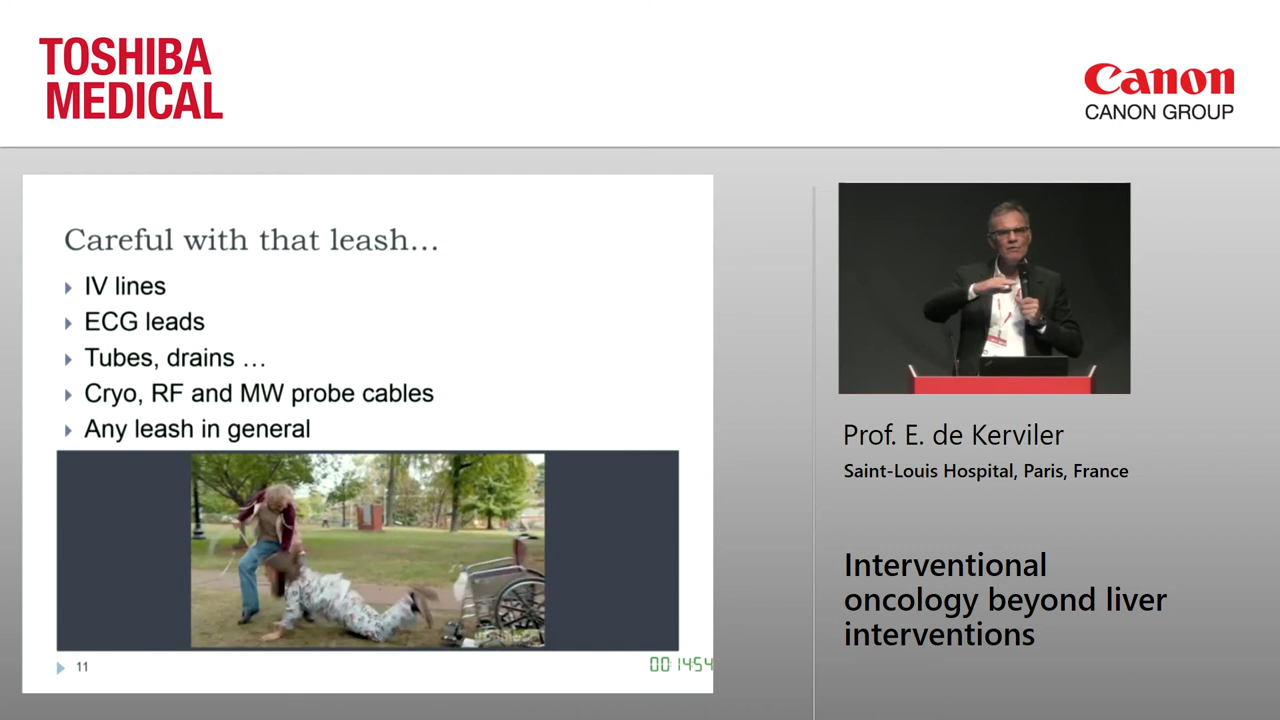 TOSHIBA
MEDICAL
Canon
CANON GROUP
Careful with that leash…
IV lines
ECG leads
Tubes, drains …
Cryo, RF and MW probe cables
Any leash in general
11
00:14:54
Prof. E. de Kerviler
Saint-Louis Hospital, Paris, France
Interventional
oncology beyond liver
interventions